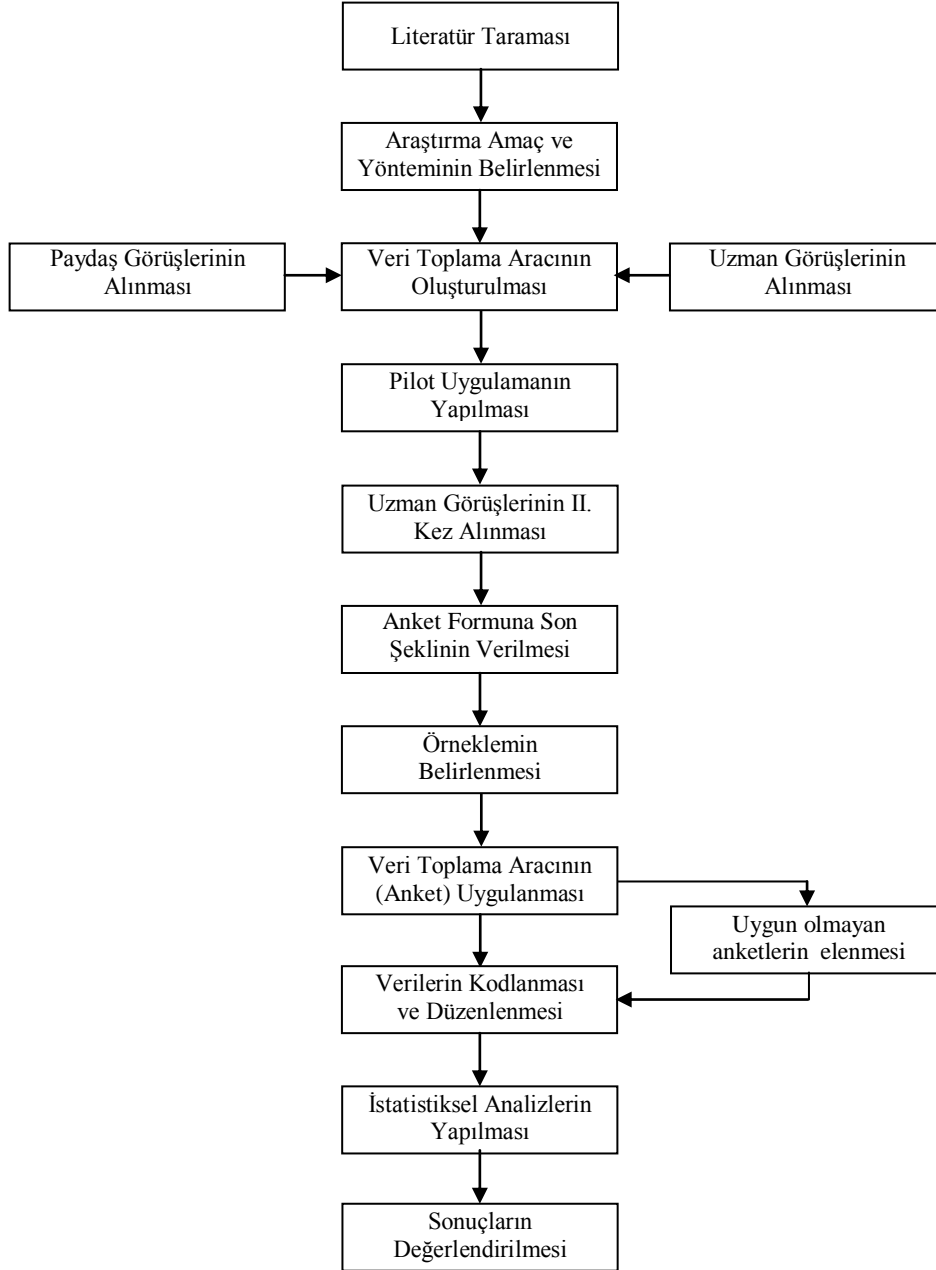 Literatür Taraması
Araştırma Amaç ve
Yönteminin Belirlenmesi
Paydaş Görüşlerinin
Alınması
Veri Toplama Aracının
Oluşturulması
Uzman Görüşlerinin
Alınması
Pilot Uygulamanın
Yapılması
Uzman Görüşlerinin II.
Kez Alınması
Anket Formuna Son
Şeklinin Verilmesi
Örneklemin
Belirlenmesi
Veri Toplama Aracının
(Anket) Uygulanması
Uygun olmayan
anketlerin elenmesi
Verilerin Kodlanması
ve Düzenlenmesi
İstatistiksel Analizlerin
Yapılması
Sonuçların
Değerlendirilmesi